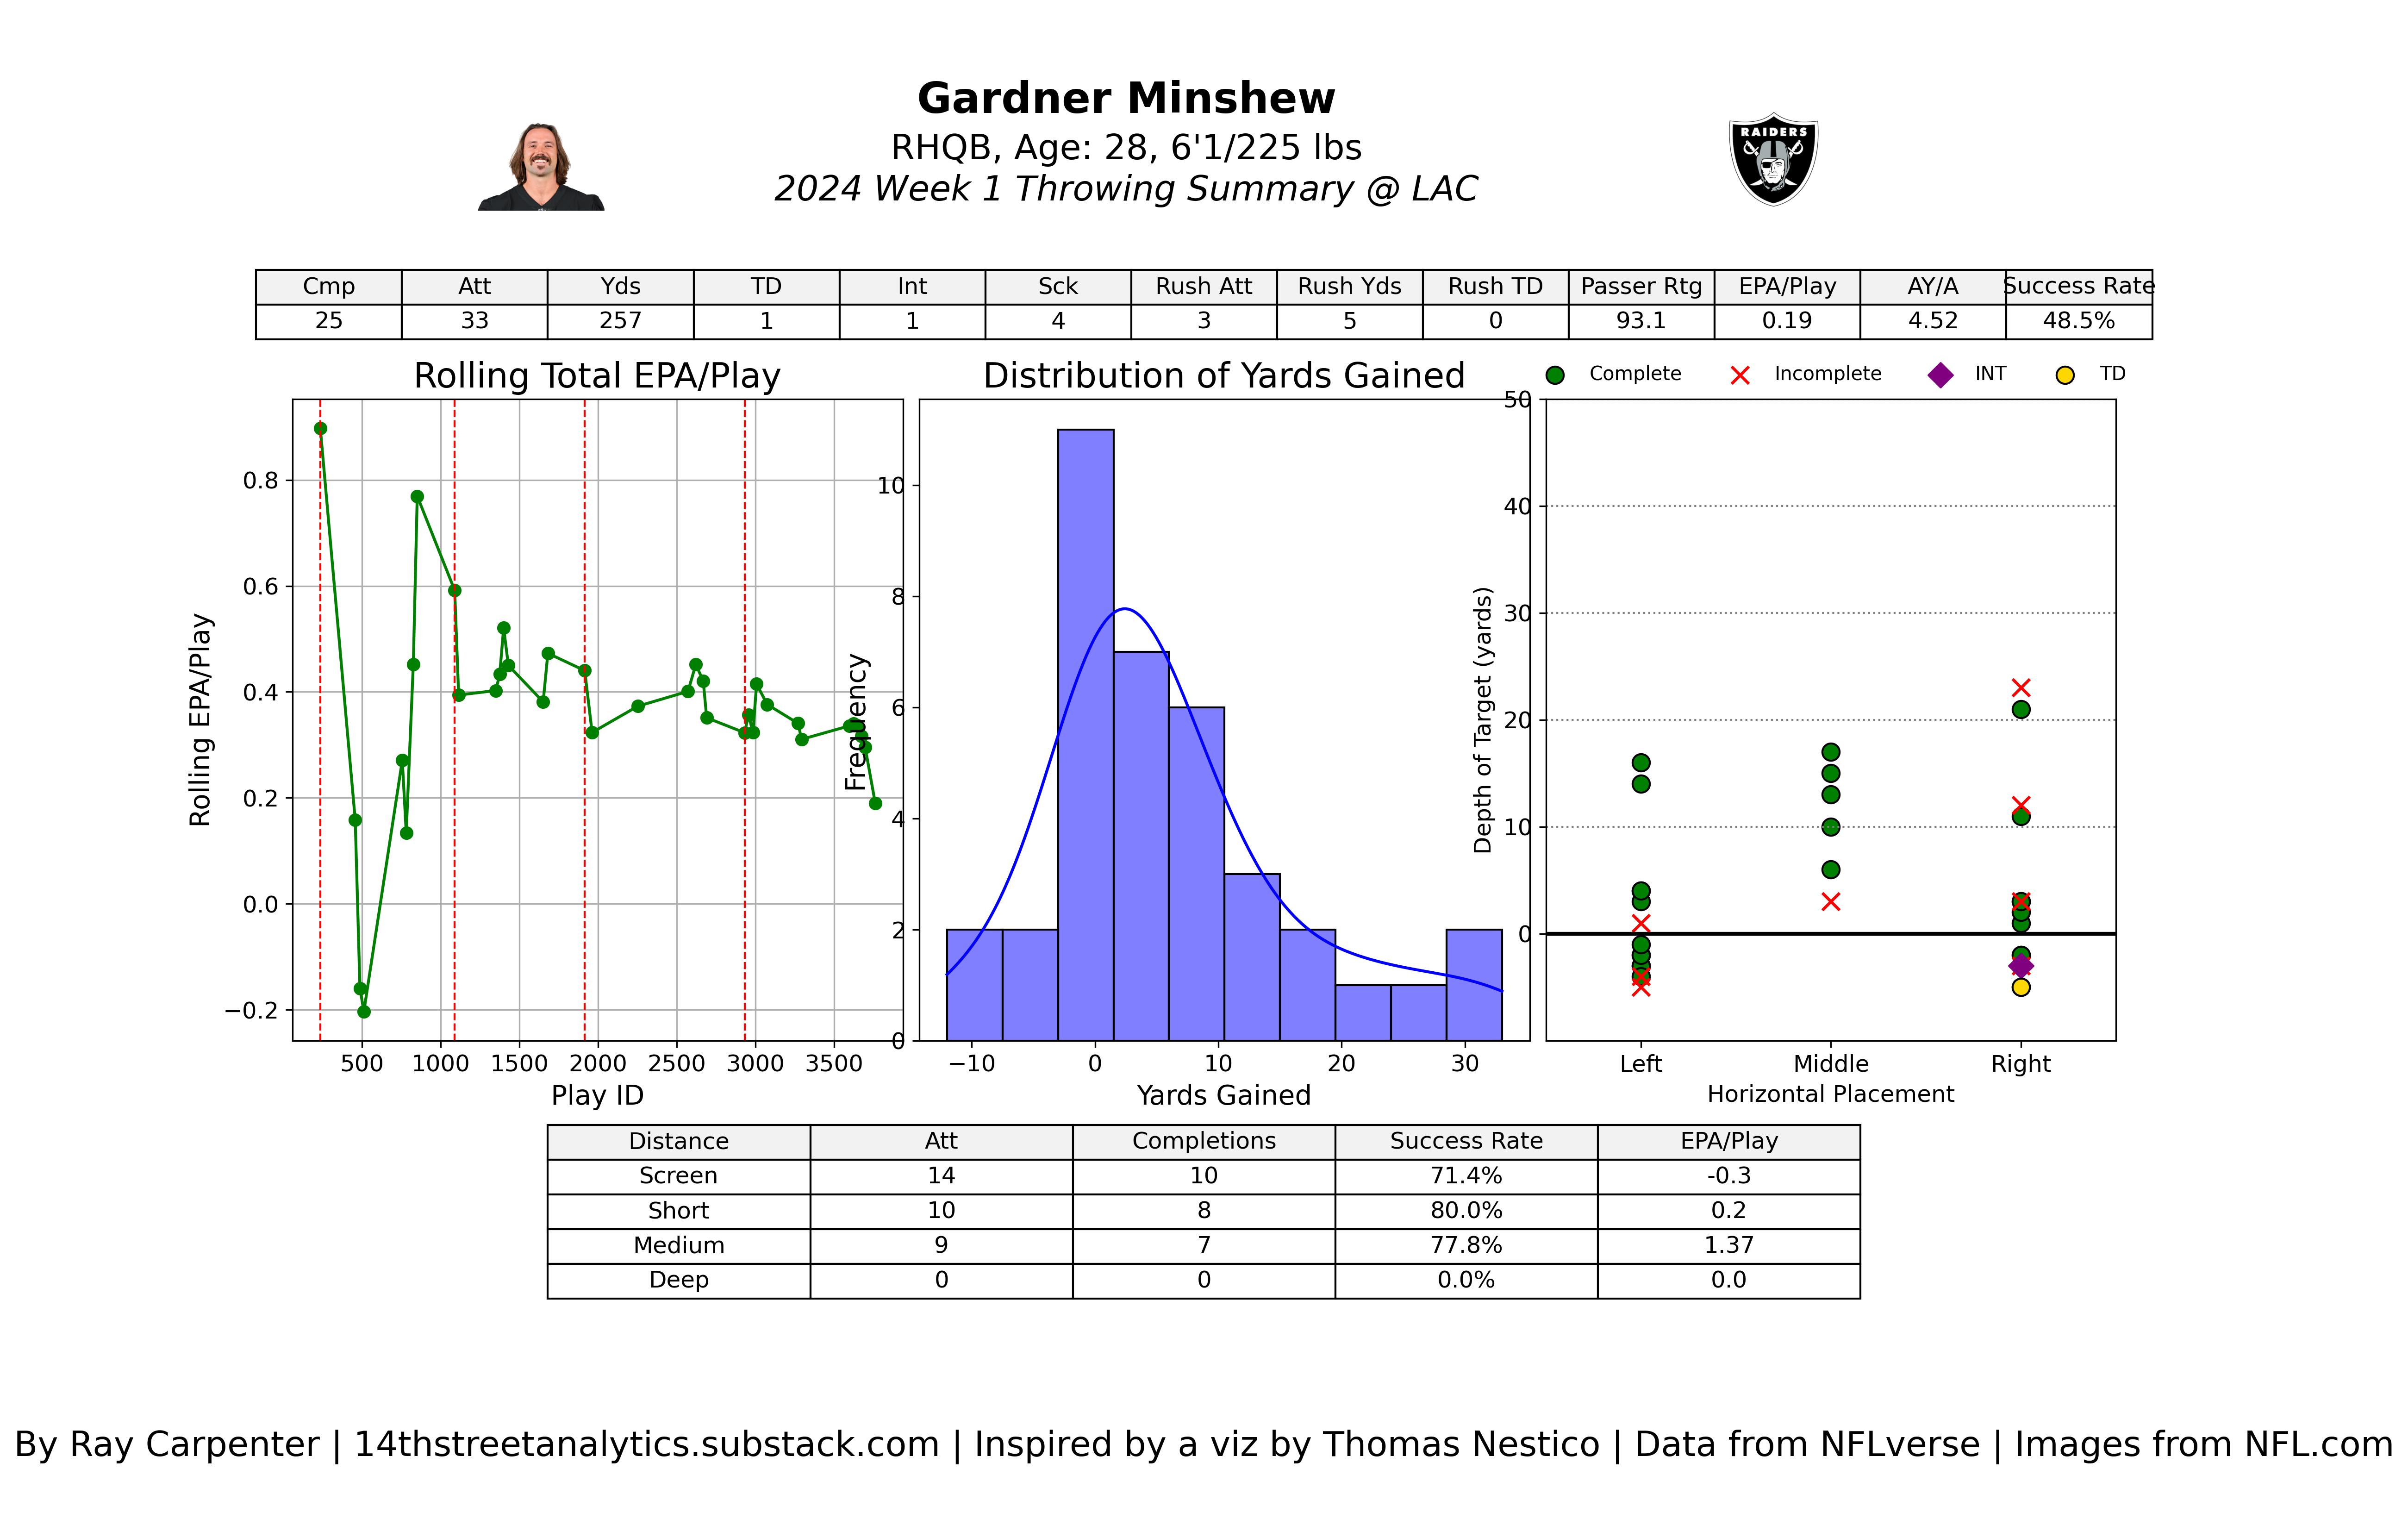 Gardner Minshew
RHQB, Age: 28, 6'1/225 lbs
2024 Week 1 Throwing Summary @ LAC
RAIDERS
Cmp Att Yds TD Int Sck Rush Att Rush Yds Rush TD Passer Rtg EPA/Play AY/A Success Rate
25 33 257 1 1 4 3 5 0 93.1 0.19 4.52 48.5%
Rolling Total EPA/Play
Rolling EPA/Play
0.8
0.6
0.4
0.2
0.0
−0.2
500 1000 1500 2000 2500 3000 3500
Play ID
Distribution of Yards Gained
Frequency
10
8
6
4
2
0
−10 0 10 20 30
Yards Gained
Complete Incomplete INT TD
Depth of Target (yards)
50
40
30
20
10
0
Left Middle Right
Horizontal Placement
Distance Att Completions Success Rate EPA/Play
Screen 14 10 71.4% -0.3
Short 10 8 80.0% 0.2
Medium 9 7 77.8% 1.37
Deep 0 0 0.0% 0.0
By Ray Carpenter | 14thstreetanalytics.substack.com | Inspired by a viz by Thomas Nestico | Data from NFLverse | Images from NFL.com